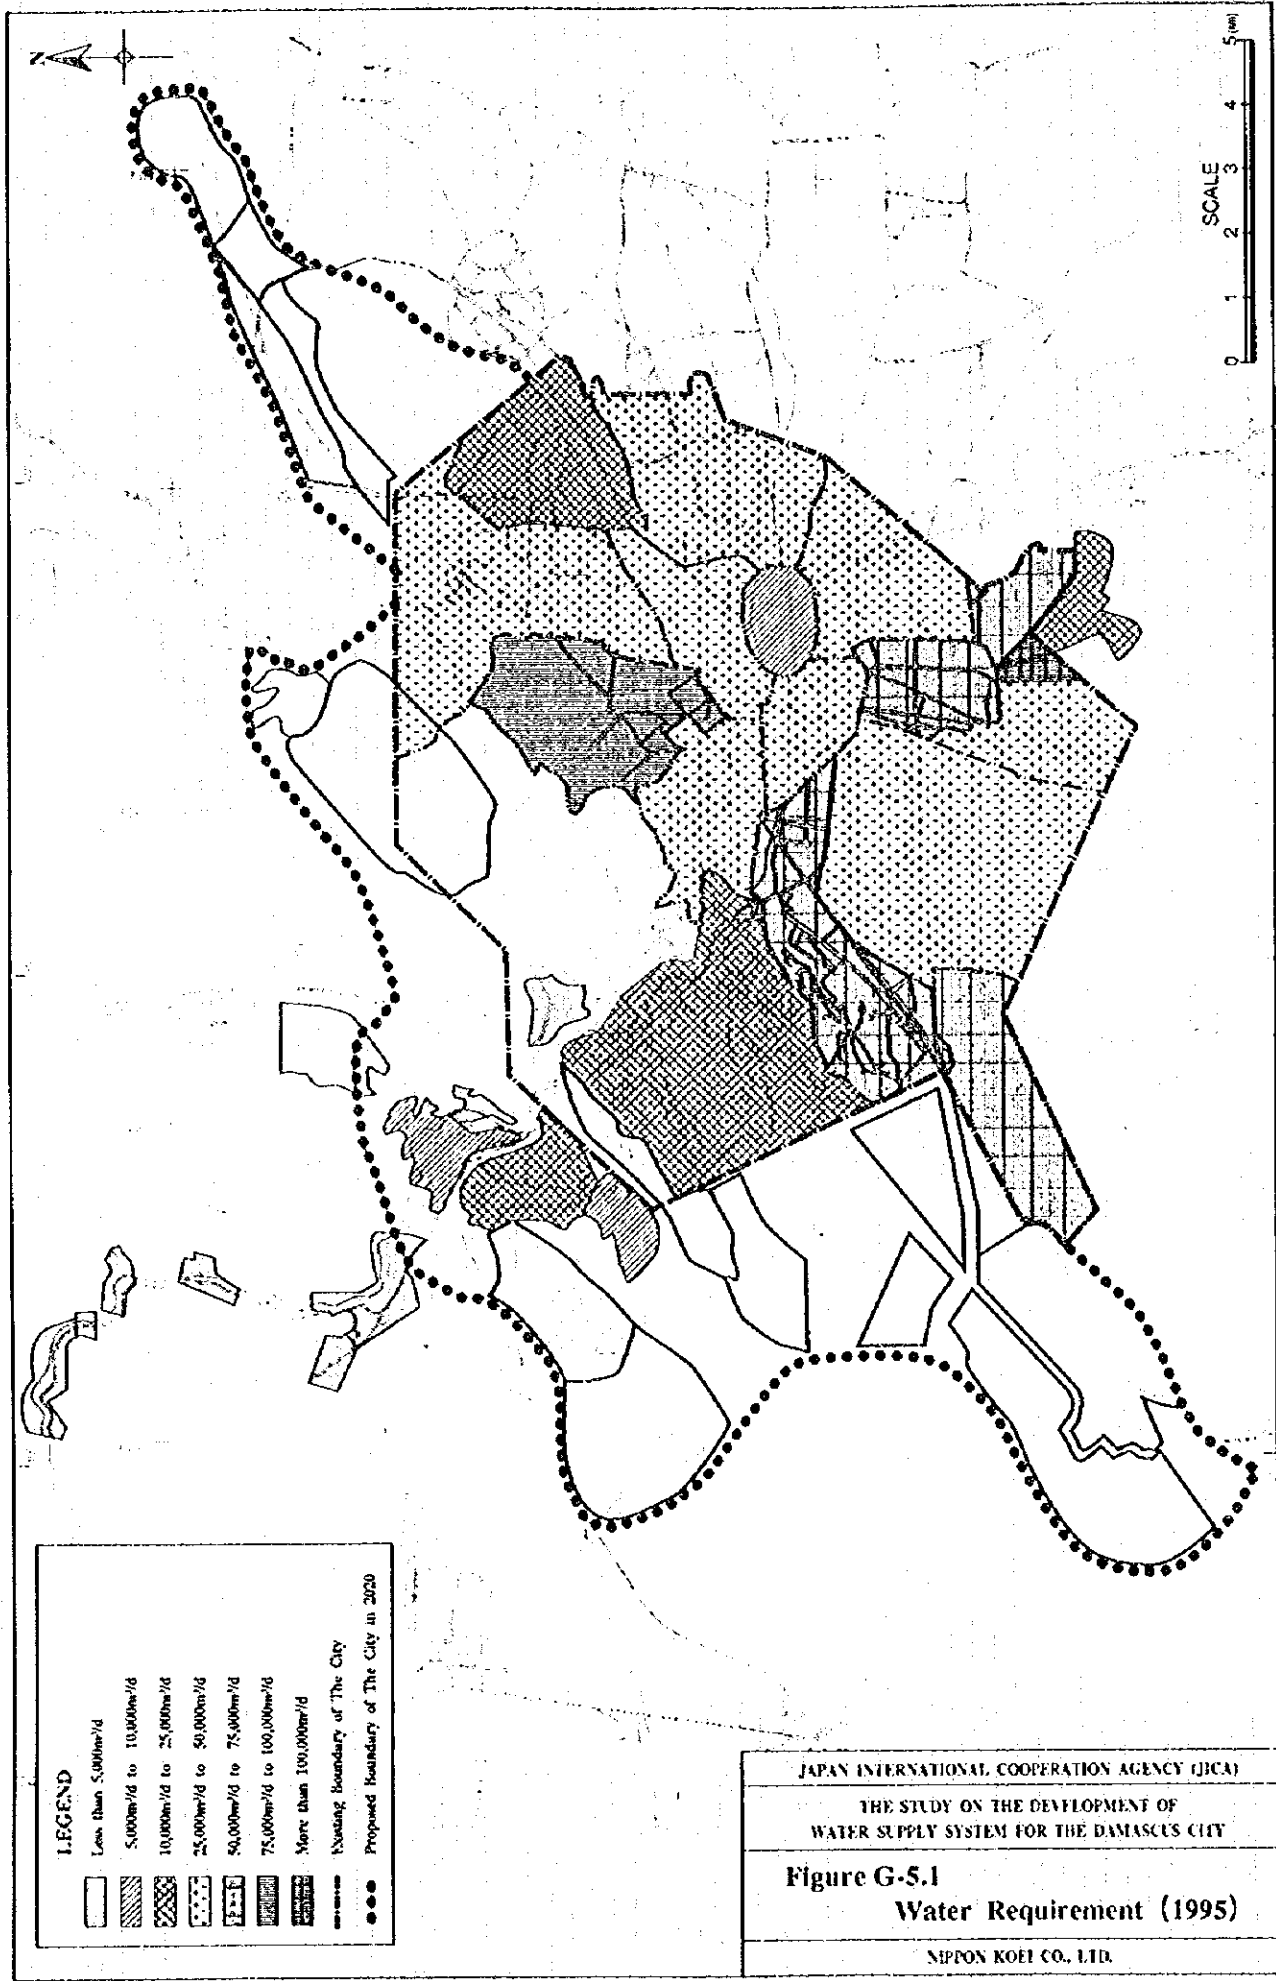 N
LEGEND
Less than 5,000m³/d
5,000m³/d to 10,000m³/d
10,000m³/d to 25,000m³/d
25,000m³/d to 50,000m³/d
50,000m³/d to 75,000m³/d
75,000m³/d to 100,000m³/d
More than 100,000m³/d
Existing Boundary of The City
Proposed Boundary of The City in 2020
SCALE
0 1 2 3 4 5(km)
JAPAN INTERNATIONAL COOPERATION AGENCY (JICA)
THE STUDY ON THE DEVELOPMENT OF
WATER SUPPLY SYSTEM FOR THE DAMASCUS CITY
Figure G-5.1
Water Requirement (1995)
NIPPON KOEI CO., LTD.